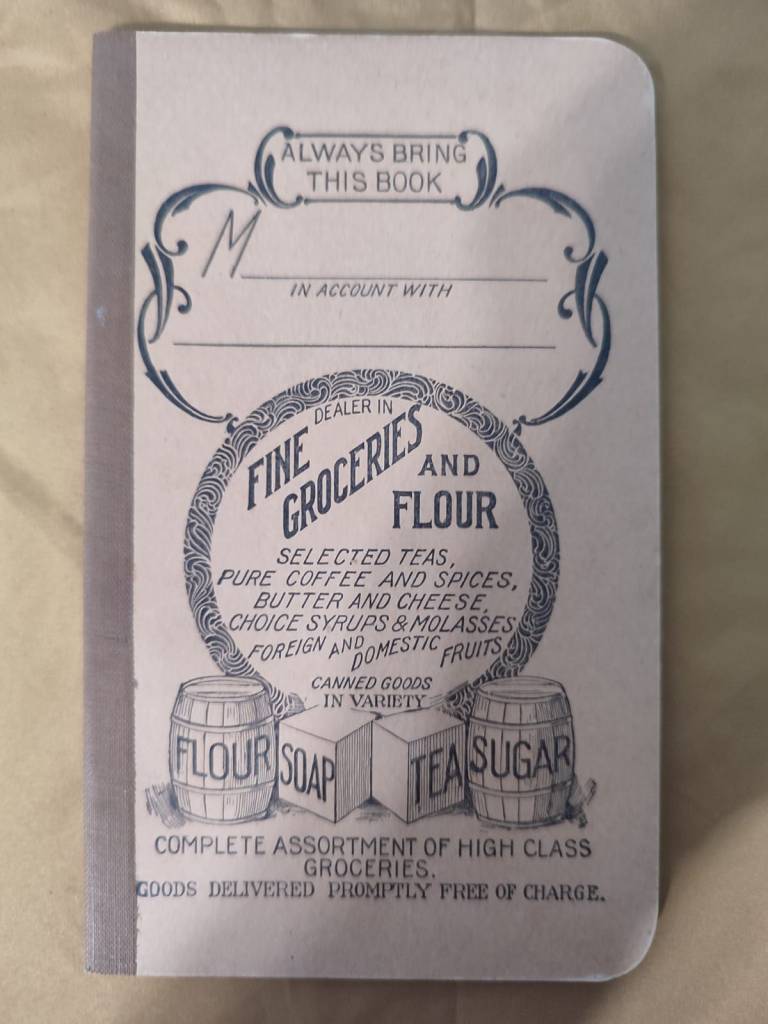 ALWAYS BRING
THIS BOOK
M
IN ACCOUNT WITH
DEALER IN
FINE
GROCERIES
AND
FLOUR
SELECTED TEAS,
PURE COFFEE AND SPICES,
BUTTER AND CHEESE,
CHOICE SYRUPS & MOLASSES
FOREIGN AND DOMESTIC FRUITS
CANNED GOODS
IN VARIETY
FLOUR SOAP TEA SUGAR
COMPLETE ASSORTMENT OF HIGH CLASS
GROCERIES.
GOODS DELIVERED PROMPTLY FREE OF CHARGE.